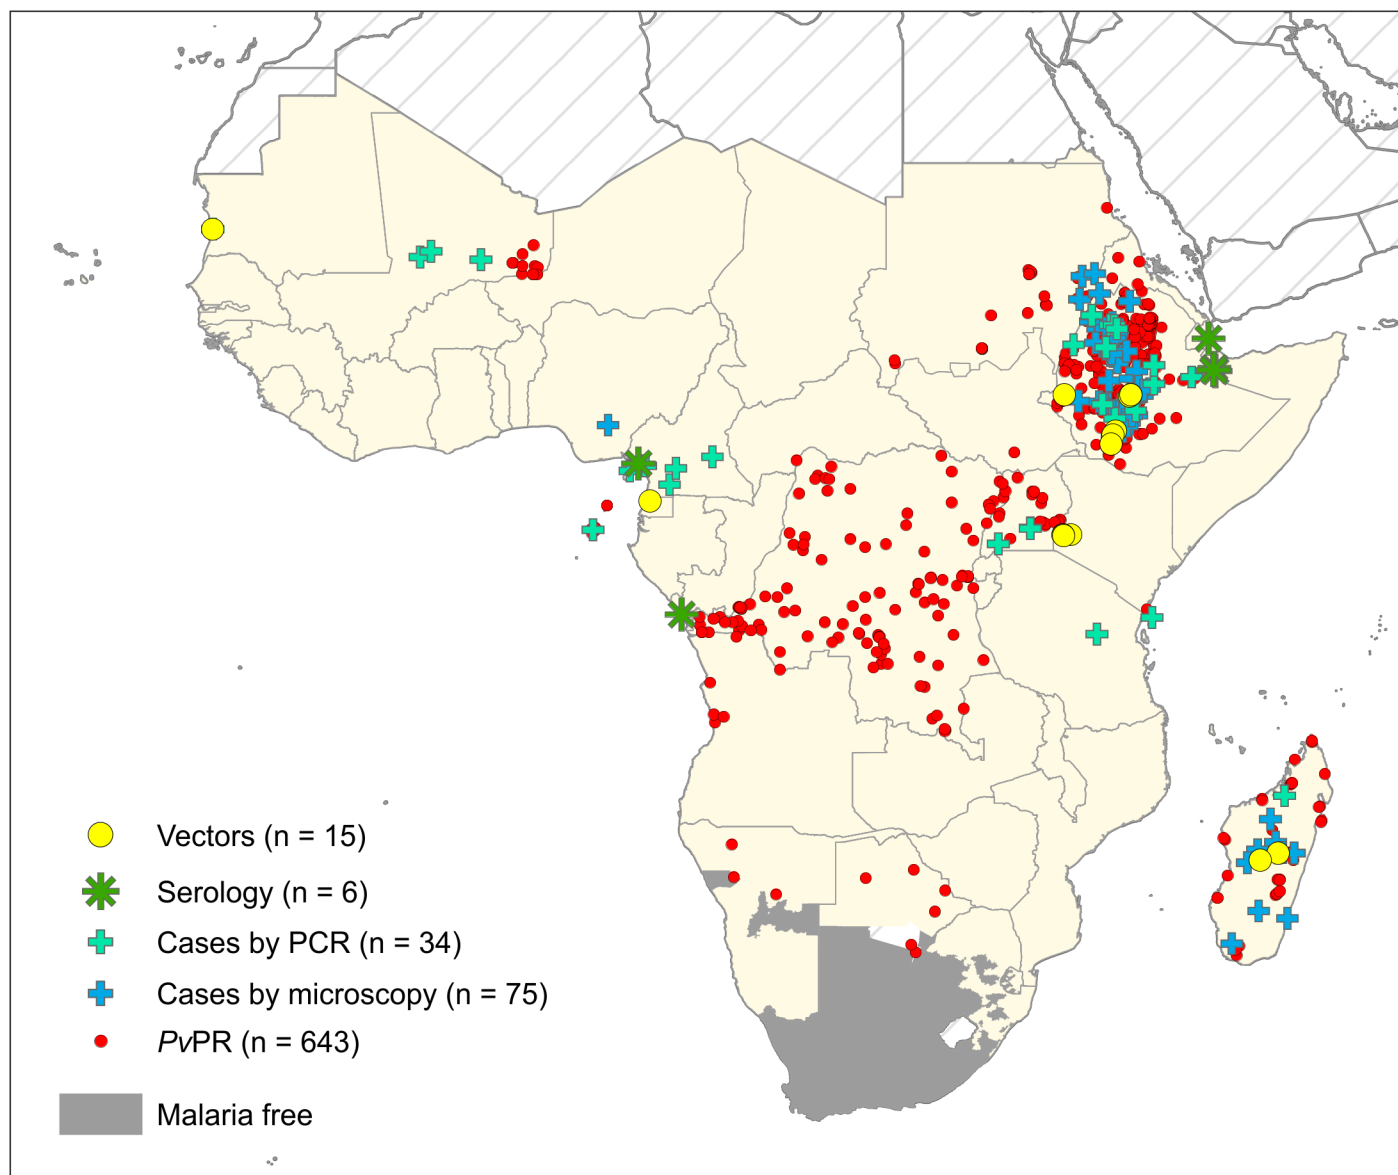 Vectors (n = 15)
Serology (n = 6)
Cases by PCR (n = 34)
Cases by microscopy (n = 75)
PvPR (n = 643)
Malaria free